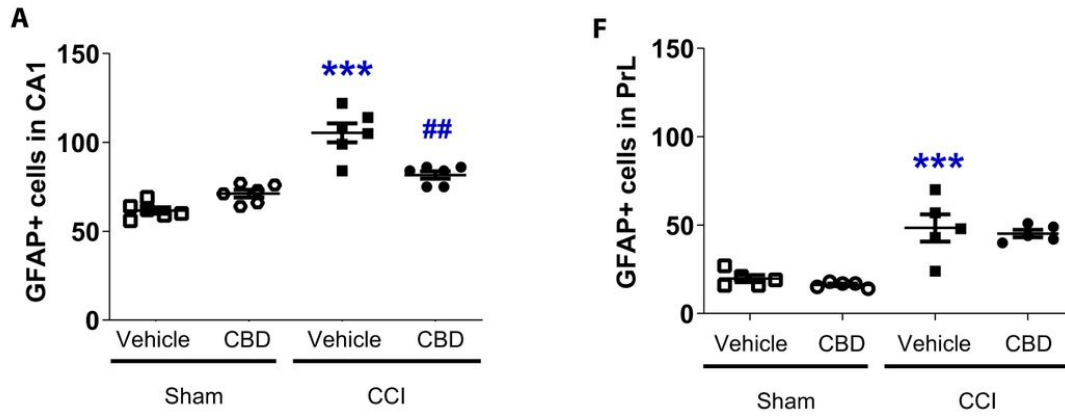 A
GFAP+ cells in CA1
150
100
50
0
***
##
Vehicle CBD Vehicle CBD
Sham CCI
F
GFAP+ cells in PrL
150
100
50
0
***
Vehicle CBD Vehicle CBD
Sham CCI